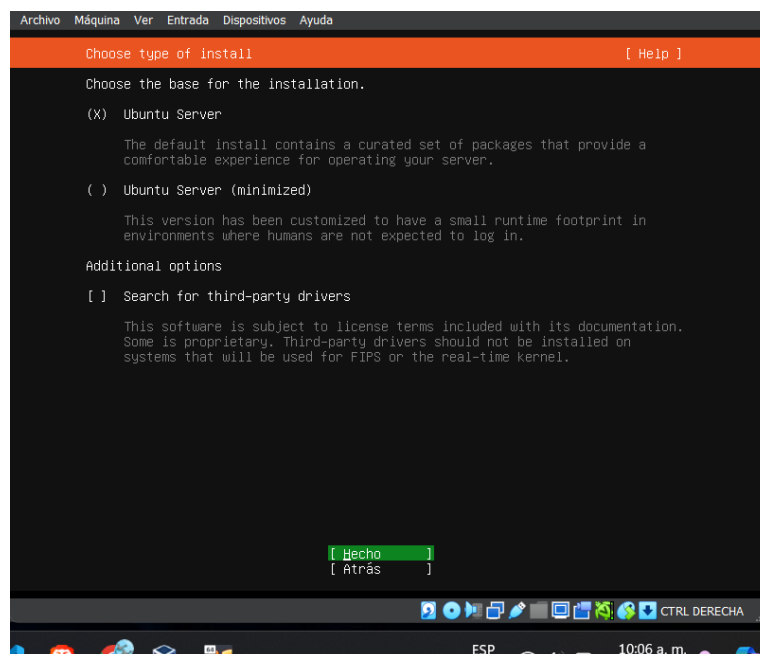 Archivo Máquina Ver Entrada Dispositivos Ayuda
Choose type of install [ Help ]
Choose the base for the installation.
(X) Ubuntu Server
The default install contains a curated set of packages that provide a
comfortable experience for operating your server.
( ) Ubuntu Server (minimized)
This version has been customized to have a small runtime footprint in
environments where humans are not expected to log in.
Additional options
[ ] Search for third-party drivers
This software is subject to license terms included with its documentation.
Some is proprietary. Third-party drivers should not be installed on
systems that will be used for FIPS or the real-time kernel.
[ Hecho ]
[ Atrás ]
CTRL DERECHA
ESP 10:06 a. m.